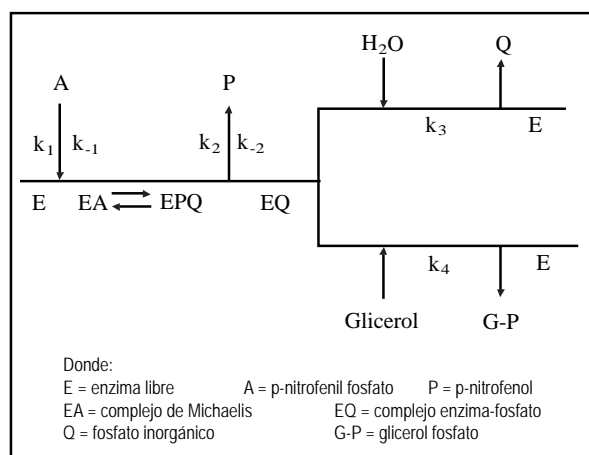 H₂O Q
A P
k₃ E
k₁ k₋₁ k₂ k₋₂
E EA EPQ EQ
k₄ E
Glicerol G-P
Donde:
E = enzima libre A = p-nitrofenil fosfato P = p-nitrofenol
EA = complejo de Michaelis EQ = complejo enzima-fosfato
Q = fosfato inorgánico G-P = glicerol fosfato